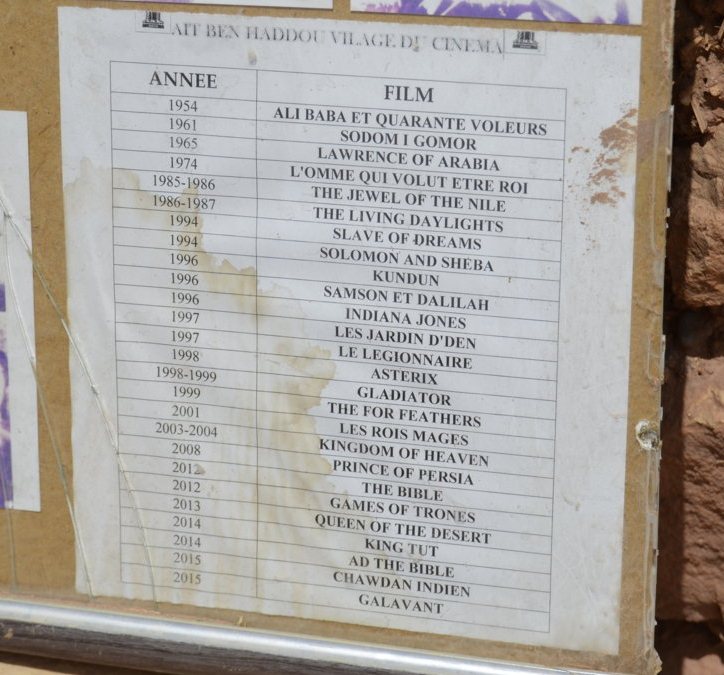 AIT BEN HADDOU VILAGE DU CINEMA
ANNEE FILM
1954 ALI BABA ET QUARANTE VOLEURS
1961 SODOM I GOMOR
1965 LAWRENCE OF ARABIA
1974 L'OMME QUI VOLUT ETRE ROI
1985-1986 THE JEWEL OF THE NILE
1986-1987 THE LIVING DAYLIGHTS
1994 SLAVE OF DREAMS
1994 SOLOMON AND SHEBA
1996 KUNDUN
1996 SAMSON ET DALILAH
1996 INDIANA JONES
1997 LES JARDIN D'DEN
1997 LE LEGIONNAIRE
1998 ASTERIX
1998-1999 GLADIATOR
1999 THE FOR FEATHERS
2001 LES ROIS MAGES
2003-2004 KINGDOM OF HEAVEN
2008 PRINCE OF PERSIA
2012 THE BIBLE
2012 GAMES OF TRONES
2013 QUEEN OF THE DESERT
2014 KING TUT
2014 AD THE BIBLE
2015 CHAWDAN INDIEN
2015 GALAVANT